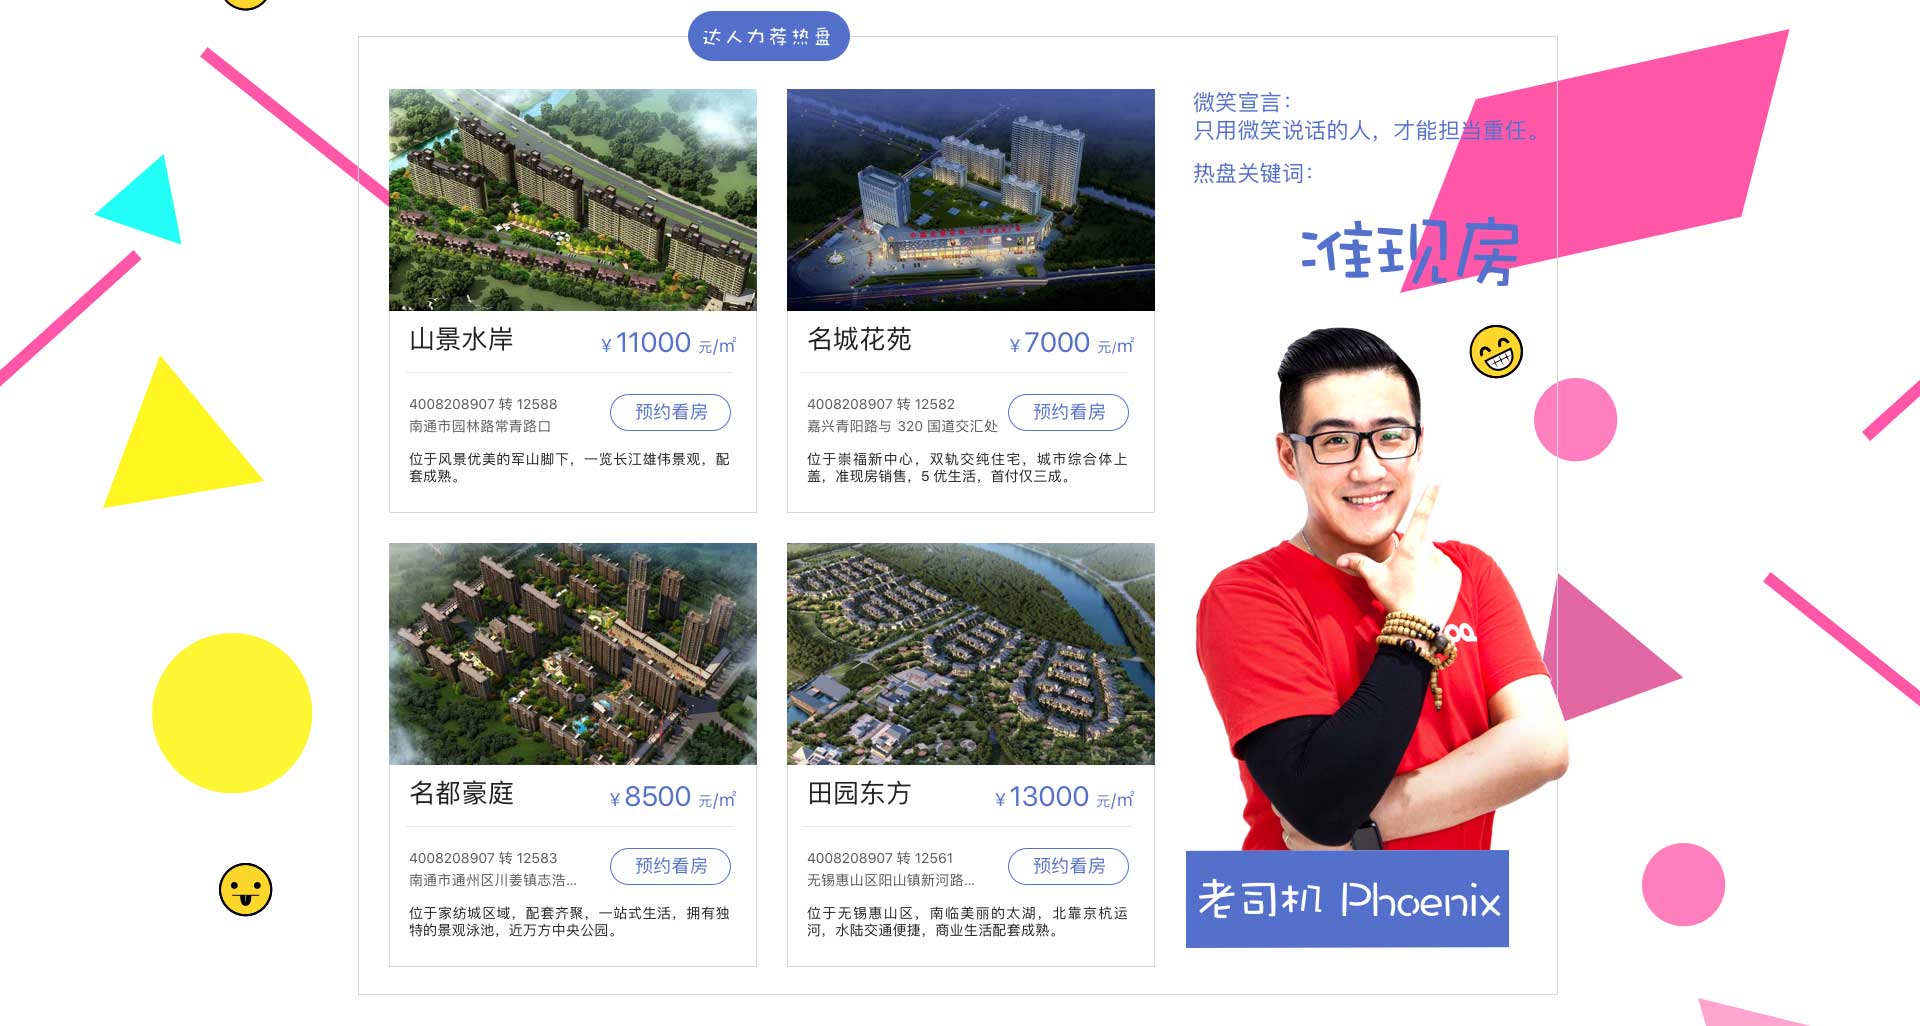 达人力荐热盘
山景水岸
¥11000 元/㎡
4008208907 转 12588
南通市园林路常青路口
预约看房
位于风景优美的军山脚下，一览长江雄伟景观，配
套成熟。
名城花苑
¥7000 元/㎡
4008208907 转 12582
嘉兴青阳路与 320 国道交汇处
预约看房
位于崇福新中心，双轨交纯住宅，城市综合体上
盖，准现房销售，5 优生活，首付仅三成。
名都豪庭
¥8500 元/㎡
4008208907 转 12583
南通市通州区川姜镇志浩...
预约看房
位于家纺城区域，配套齐聚，一站式生活，拥有独
特的景观泳池，近万方中央公园。
田园东方
¥13000 元/㎡
4008208907 转 12561
无锡惠山区阳山镇新河路...
预约看房
位于无锡惠山区，南临美丽的太湖，北靠京杭运
河，水陆交通便捷，商业生活配套成熟。
微笑宣言：
只用微笑说话的人，才能担当重任。
热盘关键词：
准现房
老司机 Phoenix